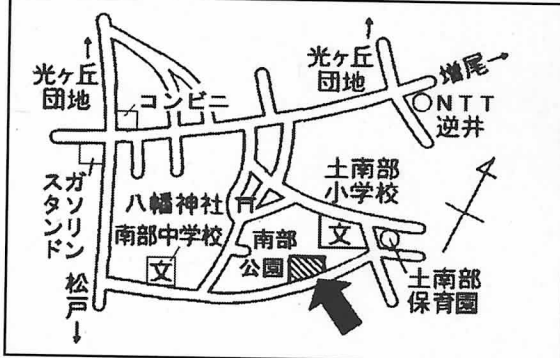 光ヶ丘
団地
光ヶ丘
団地
増尾
コンビニ
NTT
逆井
ガソリン
スタンド
八幡神社
土南部
小学校
南部中学校
文
南部
公園
文
土南部
保育園
松戸